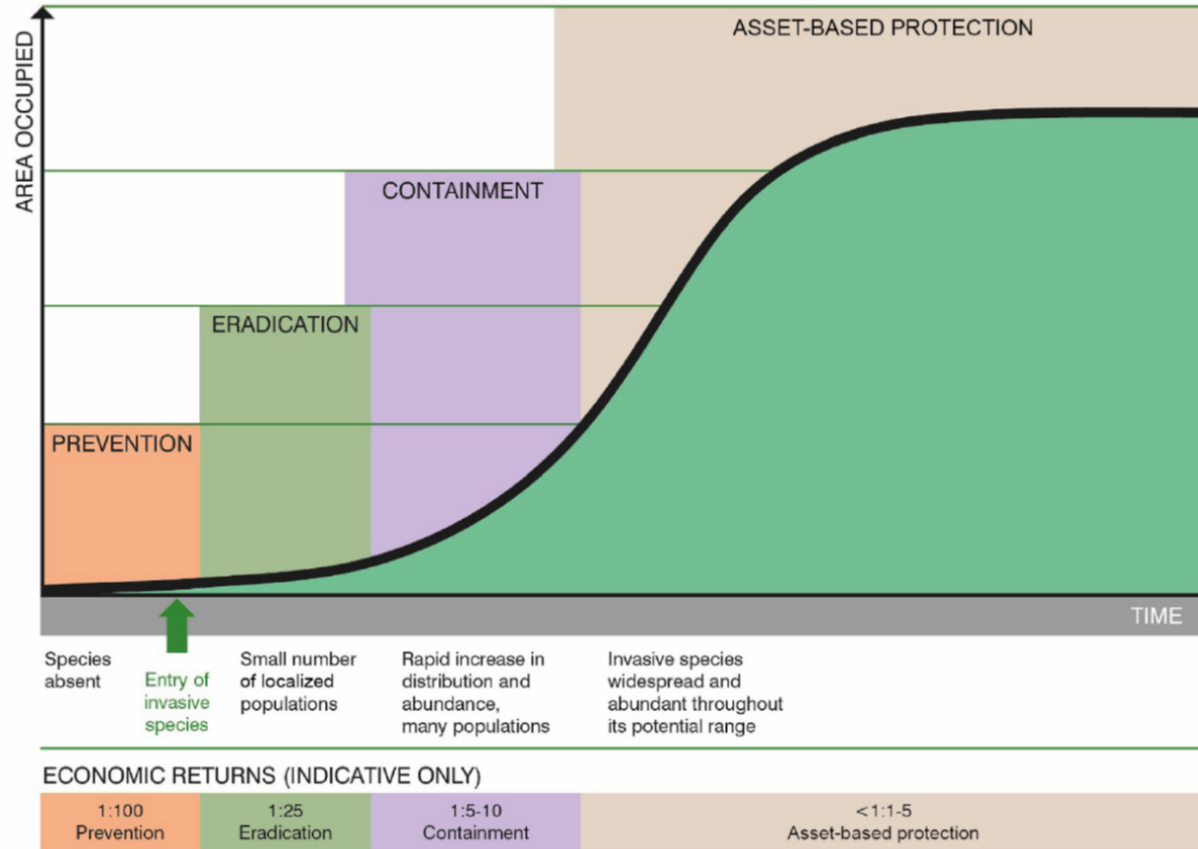 AREA OCCUPIED
ASSET-BASED PROTECTION
CONTAINMENT
ERADICATION
PREVENTION
TIME
Species
absent
Entry of
invasive
species
Small number
of localized
populations
Rapid increase in
distribution and
abundance,
many populations
Invasive species
widespread and
abundant throughout
its potential range
ECONOMIC RETURNS (INDICATIVE ONLY)
1:100
Prevention
1:25
Eradication
1:5-10
Containment
<1:1-5
Asset-based protection